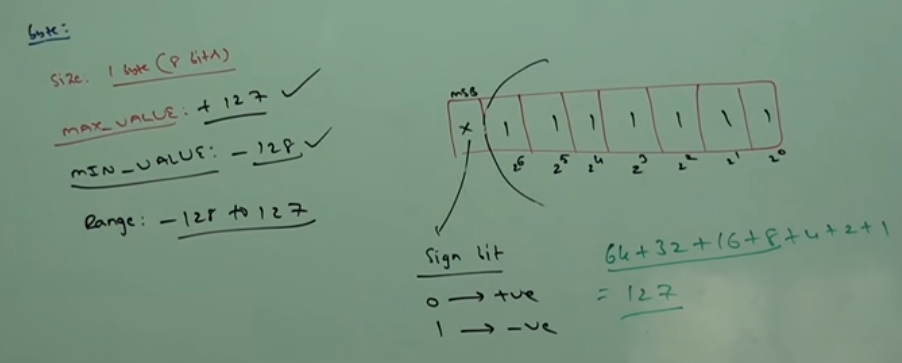 byte:
Size: 1 byte (8 bits)
MAX_VALUE: +127 ✓
MIN_VALUE: -128 ✓
Range: -128 to 127
MSB
x 1 1 1 1 1 1 1
2⁶ 2⁵ 2⁴ 2³ 2² 2¹ 2⁰
Sign bit
0 → +ve
1 → -ve
64+32+16+8+4+2+1
= 127